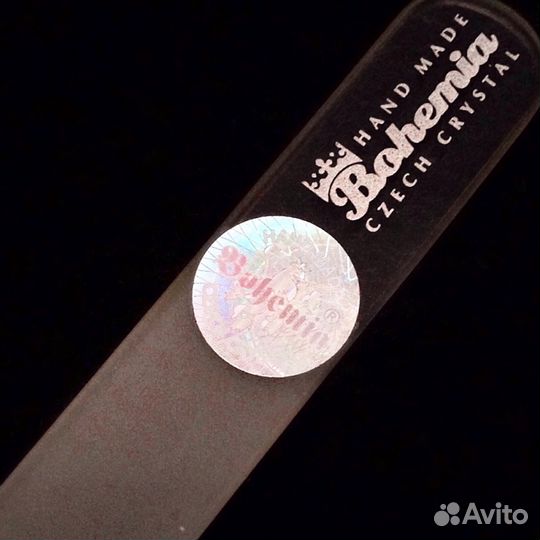 HAND MADE
Bohemia
CZECH CRYSTAL
Bohemia
®
Avito